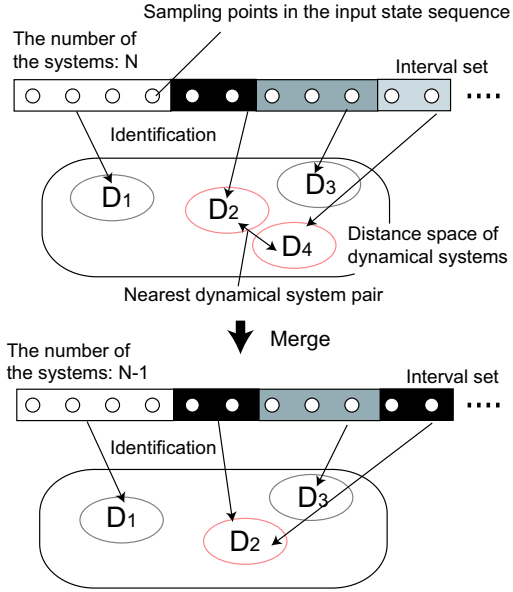 Sampling points in the input state sequence
The number of
the systems: N
Interval set
Identification
D1
D3
D2
D4
Distance space of
dynamical systems
Nearest dynamical system pair
Merge
The number of
the systems: N-1
Interval set
Identification
D1
D3
D2